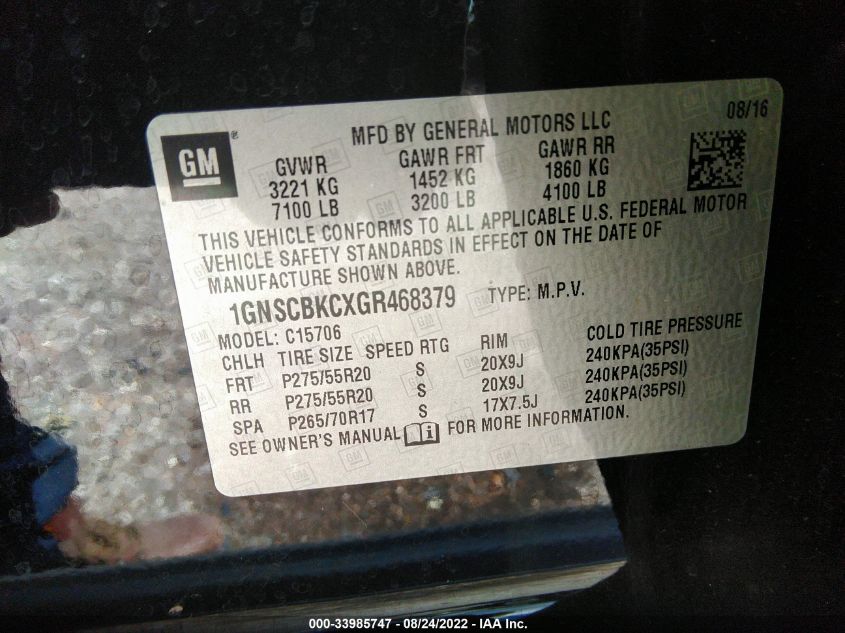 08/16
MFD BY GENERAL MOTORS LLC
GM®
GVWR GAWR FRT GAWR RR
3221 KG 1452 KG 1860 KG
7100 LB 3200 LB 4100 LB
THIS VEHICLE CONFORMS TO ALL APPLICABLE U.S. FEDERAL MOTOR
VEHICLE SAFETY STANDARDS IN EFFECT ON THE DATE OF
MANUFACTURE SHOWN ABOVE.
1GNSCBKCXGR468379 TYPE: M.P.V.
MODEL: C15706
CHLH TIRE SIZE SPEED RTG RIM COLD TIRE PRESSURE
FRT P275/55R20 S 20X9J 240KPA(35PSI)
RR P275/55R20 S 20X9J 240KPA(35PSI)
SPA P265/70R17 S 17X7.5J 240KPA(35PSI)
SEE OWNER'S MANUAL FOR MORE INFORMATION.
000-33985747 - 08/24/2022 - IAA Inc.